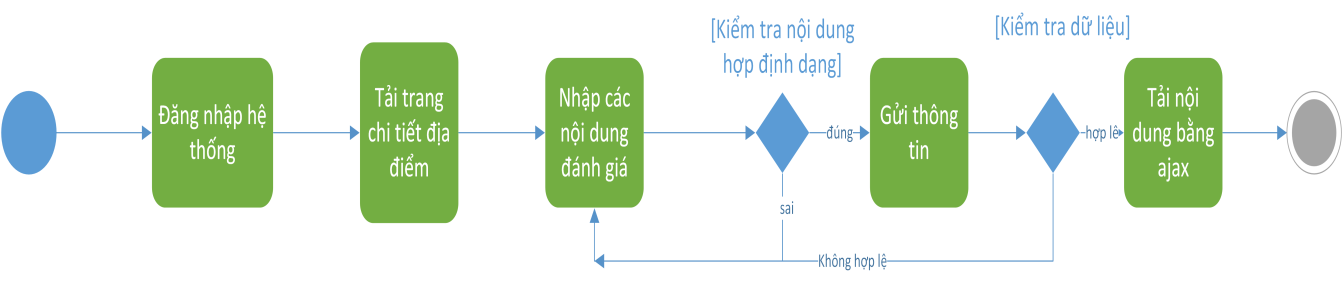 Đăng nhập hệ
thống
Tải trang
chi tiết địa
điểm
Nhập các
nội dung
đánh giá
[Kiểm tra nội dung
hợp định dạng]
đúng
sai
Gửi thông
tin
[Kiểm tra dữ liệu]
hợp lê
Không hợp lệ
Tải nội
dung bằng
ajax